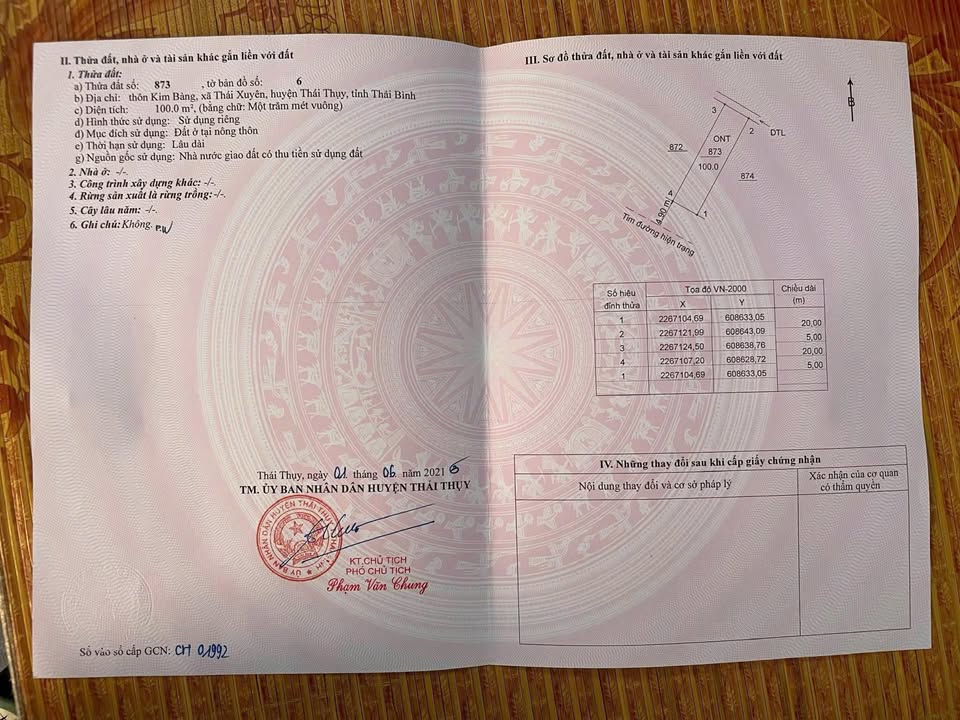 II. Thửa đất, nhà ở và tài sản khác gắn liền với đất
1. Thửa đất:
a) Thửa đất số: 873 , tờ bản đồ số: 6
b) Địa chỉ: thôn Kim Bàng, xã Thái Xuyên, huyện Thái Thụy, tỉnh Thái Bình
c) Diện tích: 100.0 m², (bằng chữ: Một trăm mét vuông)
d) Hình thức sử dụng: Sử dụng riêng
đ) Mục đích sử dụng: Đất ở tại nông thôn
e) Thời hạn sử dụng: Lâu dài
g) Nguồn gốc sử dụng: Nhà nước giao đất có thu tiền sử dụng đất
2. Nhà ở: -/-.
3. Công trình xây dựng khác: -/-.
4. Rừng sản xuất là rừng trồng:-/-.
5. Cây lâu năm: -/-.
6. Ghi chú: Không.
Thái Thụy, ngày 01 tháng 06 năm 2021
TM. ỦY BAN NHÂN DÂN HUYỆN THÁI THỤY
KT.CHỦ TỊCH
PHÓ CHỦ TỊCH
Phạm Văn Chung
Số vào sổ cấp GCN: CH 01992
III. Sơ đồ thửa đất, nhà ở và tài sản khác gắn liền với đất
B
3
2
DTL
ONT
872
873
100.0
874
4
4.90 m
1
Tim đường hiện trạng
Số hiệu đỉnh thửa Tọa độ VN-2000 Chiều dài (m)
X Y
1 2267104,69 608633,05
20,00
2 2267121,99 608643,09
5,00
3 2267124,50 608638,76
20,00
4 2267107,20 608628,72
5,00
1 2267104,69 608633,05
IV. Những thay đổi sau khi cấp giấy chứng nhận
Nội dung thay đổi và cơ sở pháp lý
Xác nhận của cơ quan
có thẩm quyền